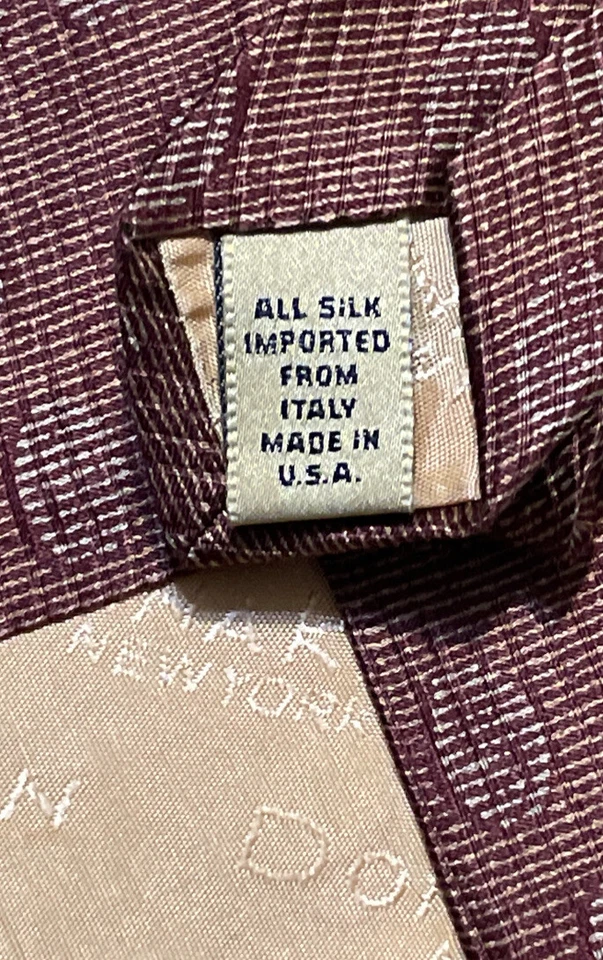 ALL SiLK
IMPORTED
FROM
ITALY
MADE IN
U.S.A.
NEW YORK